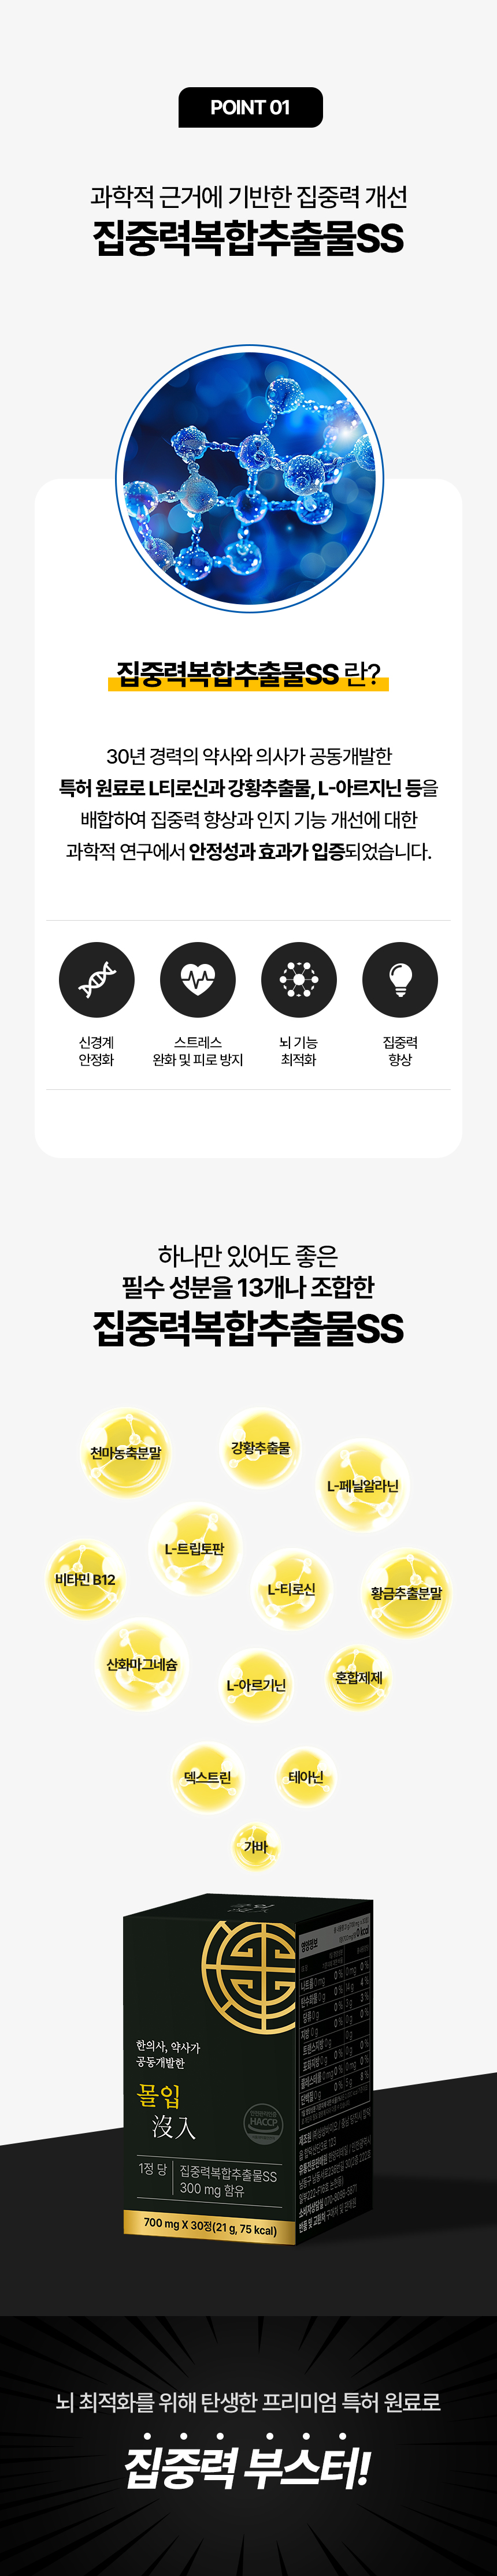 POINT 01
과학적 근거에 기반한 집중력 개선
집중력복합추출물SS
집중력복합추출물SS 란?
30년 경력의 약사와 의사가 공동개발한
특허 원료로 L티로신과 강황추출물, L-아르지닌 등을
배합하여 집중력 향상과 인지 기능 개선에 대한
과학적 연구에서 안정성과 효과가 입증되었습니다.
신경계
안정화
스트레스
완화 및 피로 방지
뇌 기능
최적화
집중력
향상
하나만 있어도 좋은
필수 성분을 13개나 조합한
집중력복합추출물SS
천마농축분말
강황추출물
L-페닐알라닌
L-트립토판
비타민 B12
L-티로신
황금추출분말
산화마그네슘
L-아르기닌
혼합제제
덱스트린
테아닌
가바
한의사, 약사가
공동개발한
몰입
沒入
HACCP
1정 당
집중력복합추출물SS
300 mg 함유
700 mg X 30정(21 g, 75 kcal)
영양정보
뇌 최적화를 위해 탄생한 프리미엄 특허 원료로
집중력 부스터!